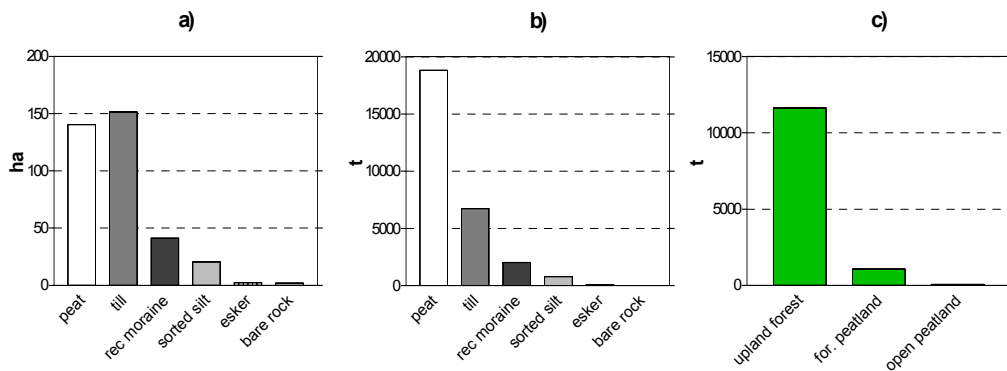 a)
200
150
100
50
0
ha
peat
till
rec moraine
sorted silt
esker
bare rock
b)
20000
15000
10000
5000
0
t
peat
till
rec moraine
sorted silt
esker
bare rock
c)
15000
10000
5000
0
t
upland forest
for. peatland
open peatland